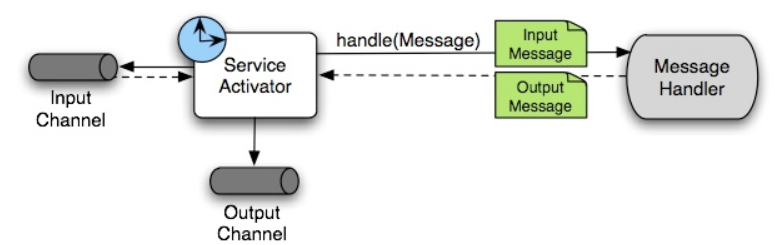 handle(Message)
Input
Message
Service
Activator
Message
Handler
Output
Message
Input
Channel
Output
Channel